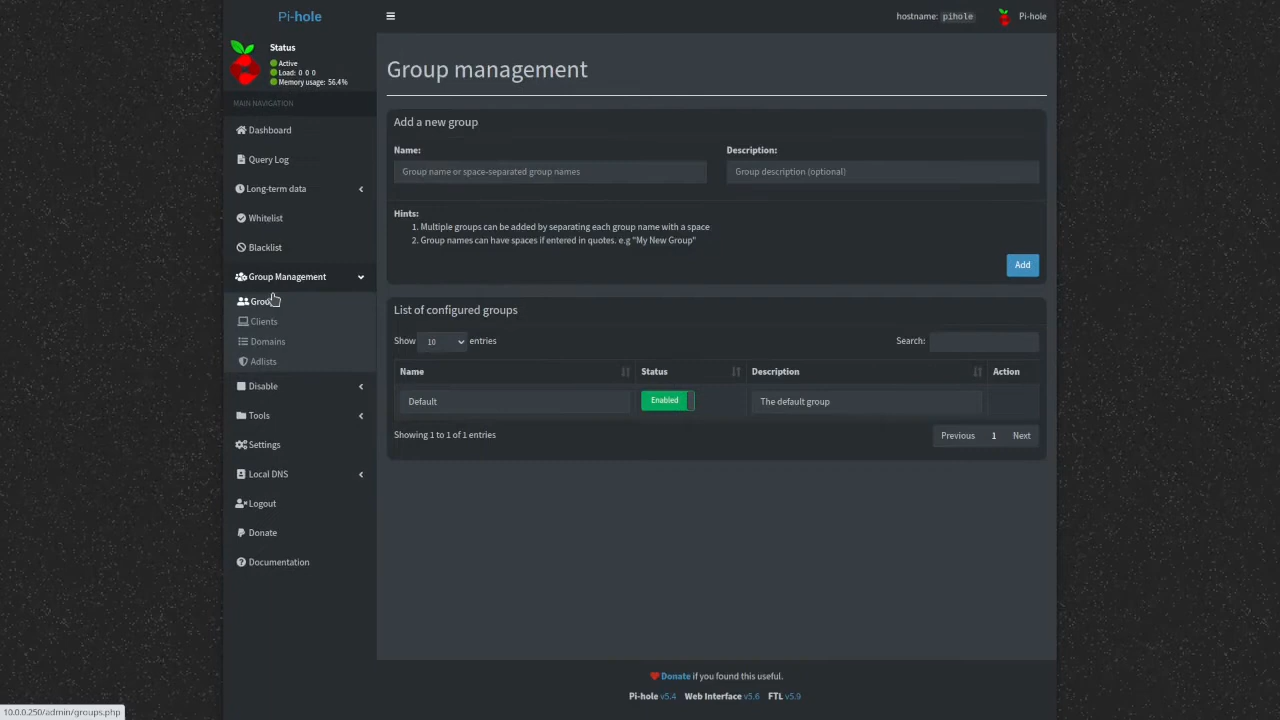 Pi-hole
hostname: pihole
Pi-hole
Status
Active
Load: 0 0 0
Memory usage: 56.4%
MAIN NAVIGATION
Dashboard
Query Log
Long-term data
Whitelist
Blacklist
Group Management
Clients
Domains
Adlists
Disable
Tools
Settings
Local DNS
Logout
Donate
Documentation
Group management
Add a new group
Name:
Description:
Group name or space-separated group names
Group description (optional)
Hints:
1. Multiple groups can be added by separating each group name with a space
2. Group names can have spaces if entered in quotes. e.g "My New Group"
Add
List of configured groups
Show 10 entries
Search:
Name Status Description Action
Default Enabled The default group
Showing 1 to 1 of 1 entries
Previous 1 Next
Donate if you found this useful.
Pi-hole v5.4 Web Interface v5.6 FTL v5.9
10.0.0.250/admin/groups.php